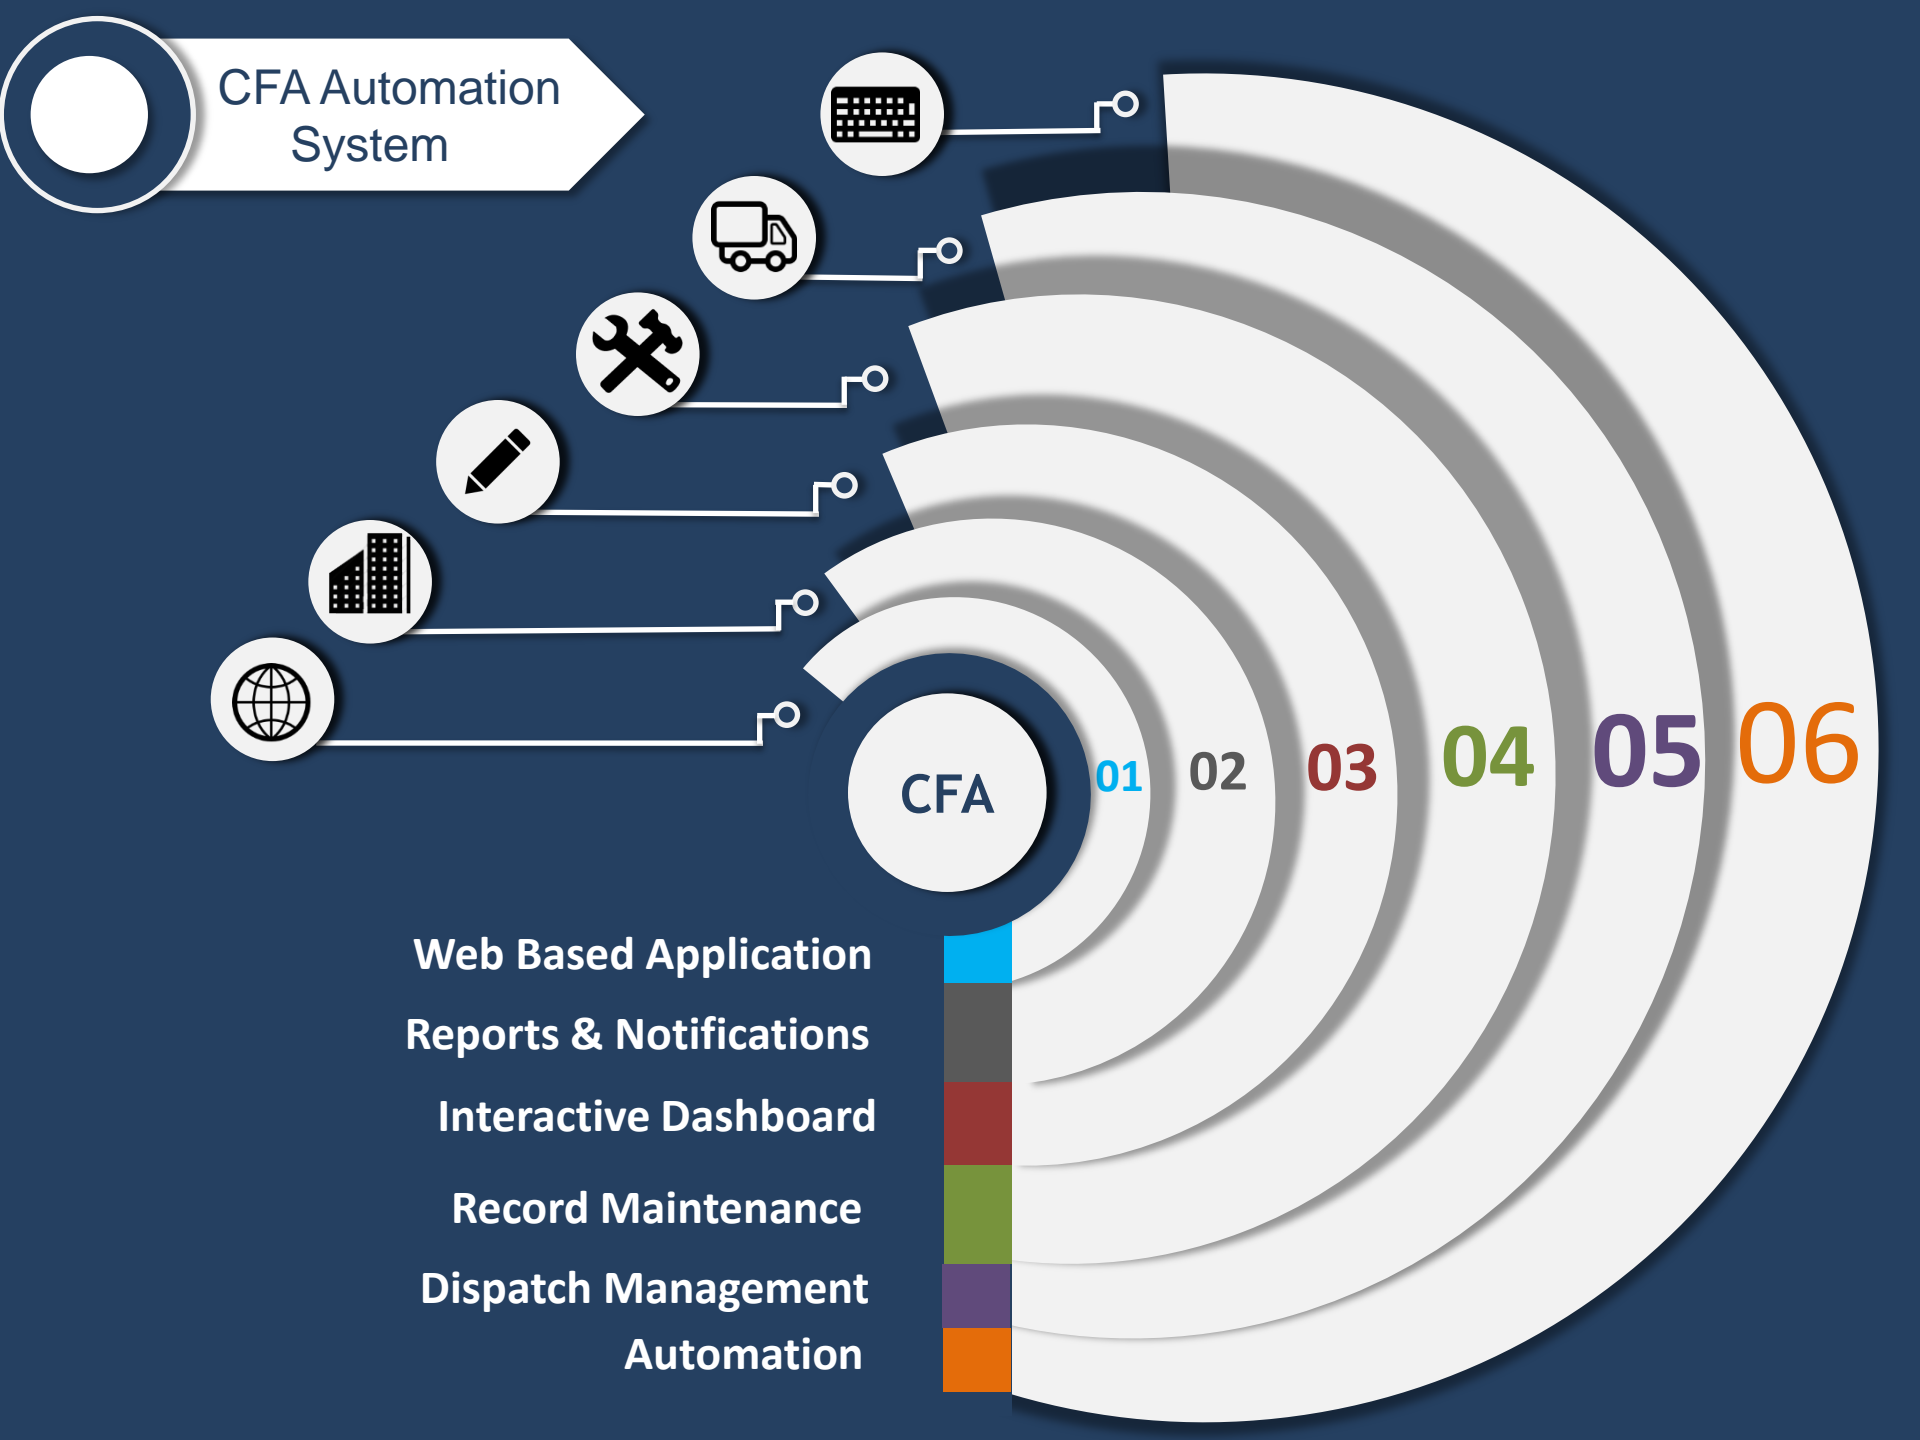 CFA Automation
System
CFA
01
02
03
04
05
06
Web Based Application
Reports & Notifications
Interactive Dashboard
Record Maintenance
Dispatch Management
Automation